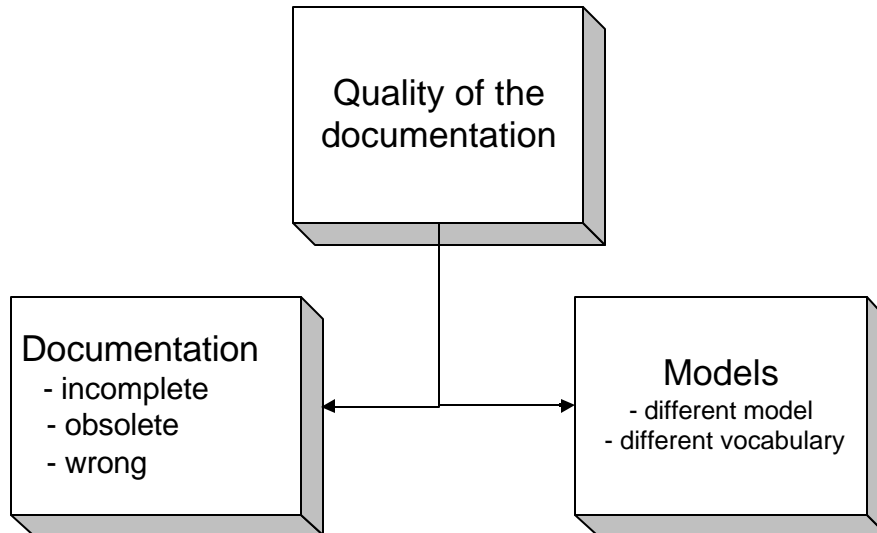 Quality of the
documentation
Documentation
- incomplete
- obsolete
- wrong
Models
- different model
- different vocabulary